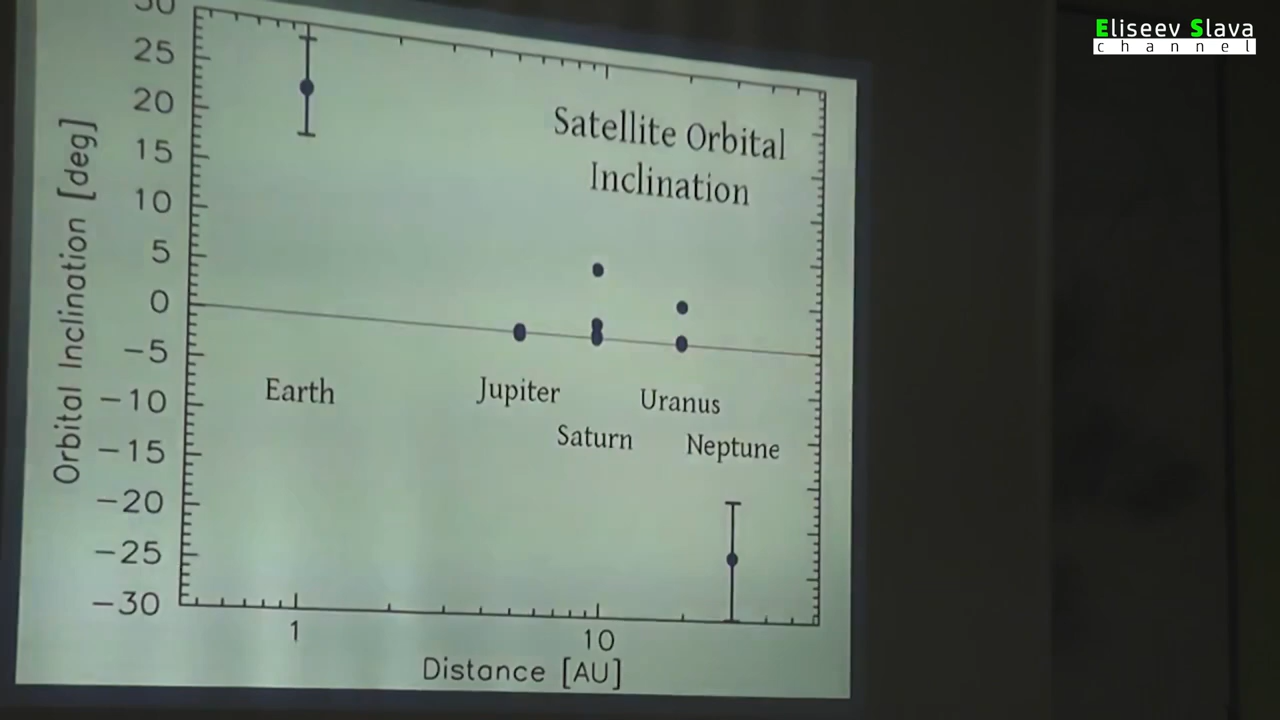 Eliseev Slava
channel
Satellite Orbital
Inclination
Orbital Inclination [deg]
30
25
20
15
10
5
0
−5
−10
−15
−20
−25
−30
Earth
Jupiter
Uranus
Saturn
Neptune
1
10
Distance [AU]